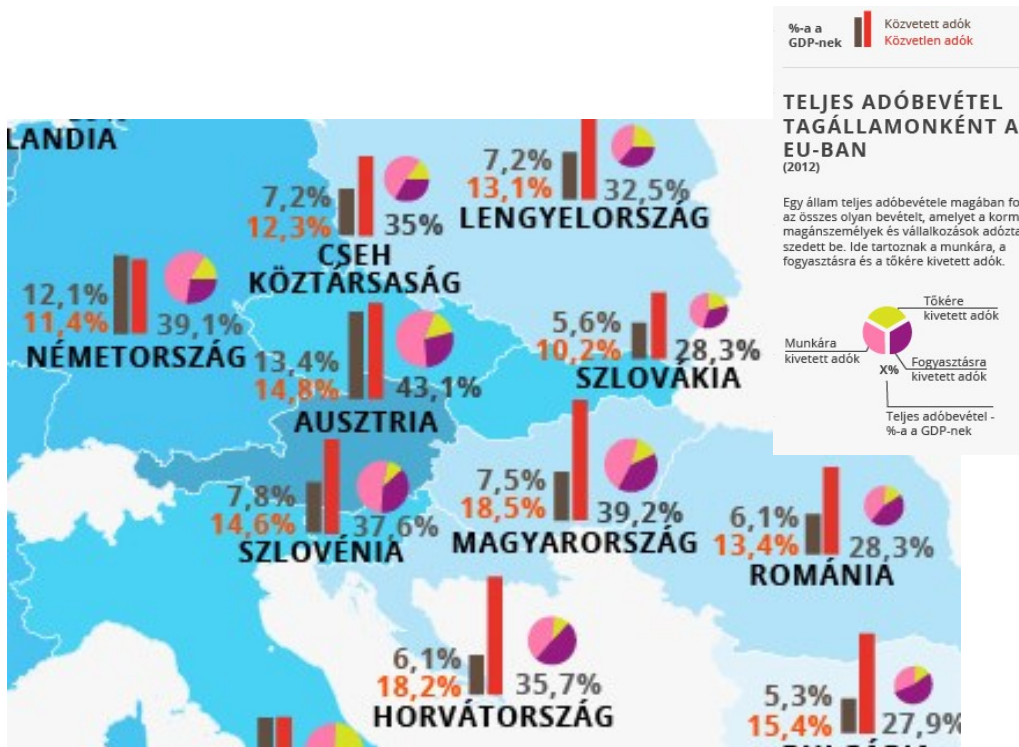 %-a a
GDP-nek
Közvetett adók
Közvetlen adók
TELJES ADÓBEVÉTEL
TAGÁLLAMONKÉNT A
EU-BAN
(2012)
Egy állam teljes adóbevétele magában fo
az összes olyan bevételt, amelyet a korm
magánszemélyek és vállalkozások adózta
szedett be. Ide tartoznak a munkára, a
fogyasztásra és a tőkére kivetett adók.
Tőkére
kivetett adók
Munkára
kivetett adók
X%
Fogyasztásra
kivetett adók
Teljes adóbevétel -
%-a a GDP-nek
LANDIA
7,2%
13,1%
32,5%
LENGYELORSZÁG
7,2%
12,3%
35%
CSEH
KÖZTÁRSASÁG
12,1%
11,4%
39,1%
NÉMETORSZÁG
13,4%
14,8%
43,1%
AUSZTRIA
5,6%
10,2%
28,3%
SZLOVÁKIA
7,8%
14,6%
37,6%
SZLOVÉNIA
7,5%
18,5%
39,2%
MAGYARORSZÁG
6,1%
13,4%
28,3%
ROMÁNIA
6,1%
18,2%
35,7%
HORVÁTORSZÁG
5,3%
15,4%
27,9%